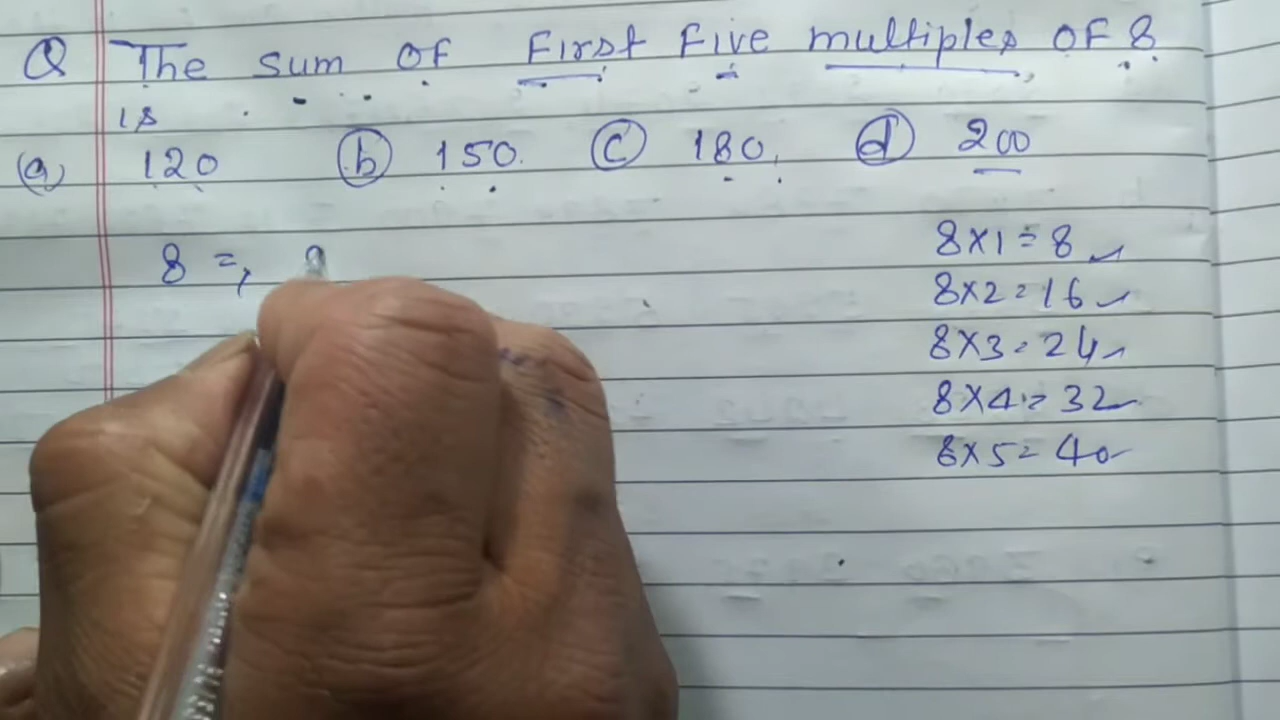 Q The sum of First Five multiples of 8
is
(a) 120 (b) 150. (c) 180, (d) 200
8 =, 8
8×1=8
8×2=16
8×3=24
8×4=32
8×5=40